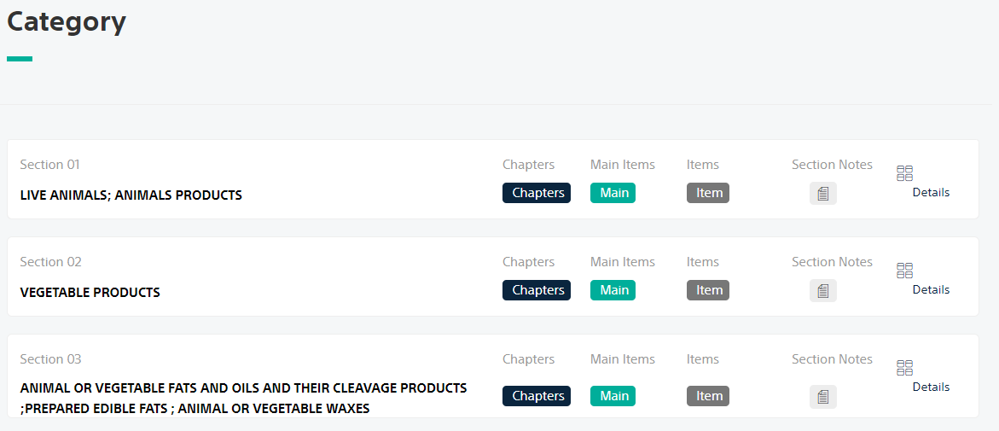 Category
Section 01 Chapters Main Items Items Section Notes
LIVE ANIMALS; ANIMALS PRODUCTS Chapters Main Item Details
Section 02 Chapters Main Items Items Section Notes
VEGETABLE PRODUCTS Chapters Main Item Details
Section 03 Chapters Main Items Items Section Notes
ANIMAL OR VEGETABLE FATS AND OILS AND THEIR CLEAVAGE PRODUCTS Chapters Main Item Details
;PREPARED EDIBLE FATS ; ANIMAL OR VEGETABLE WAXES